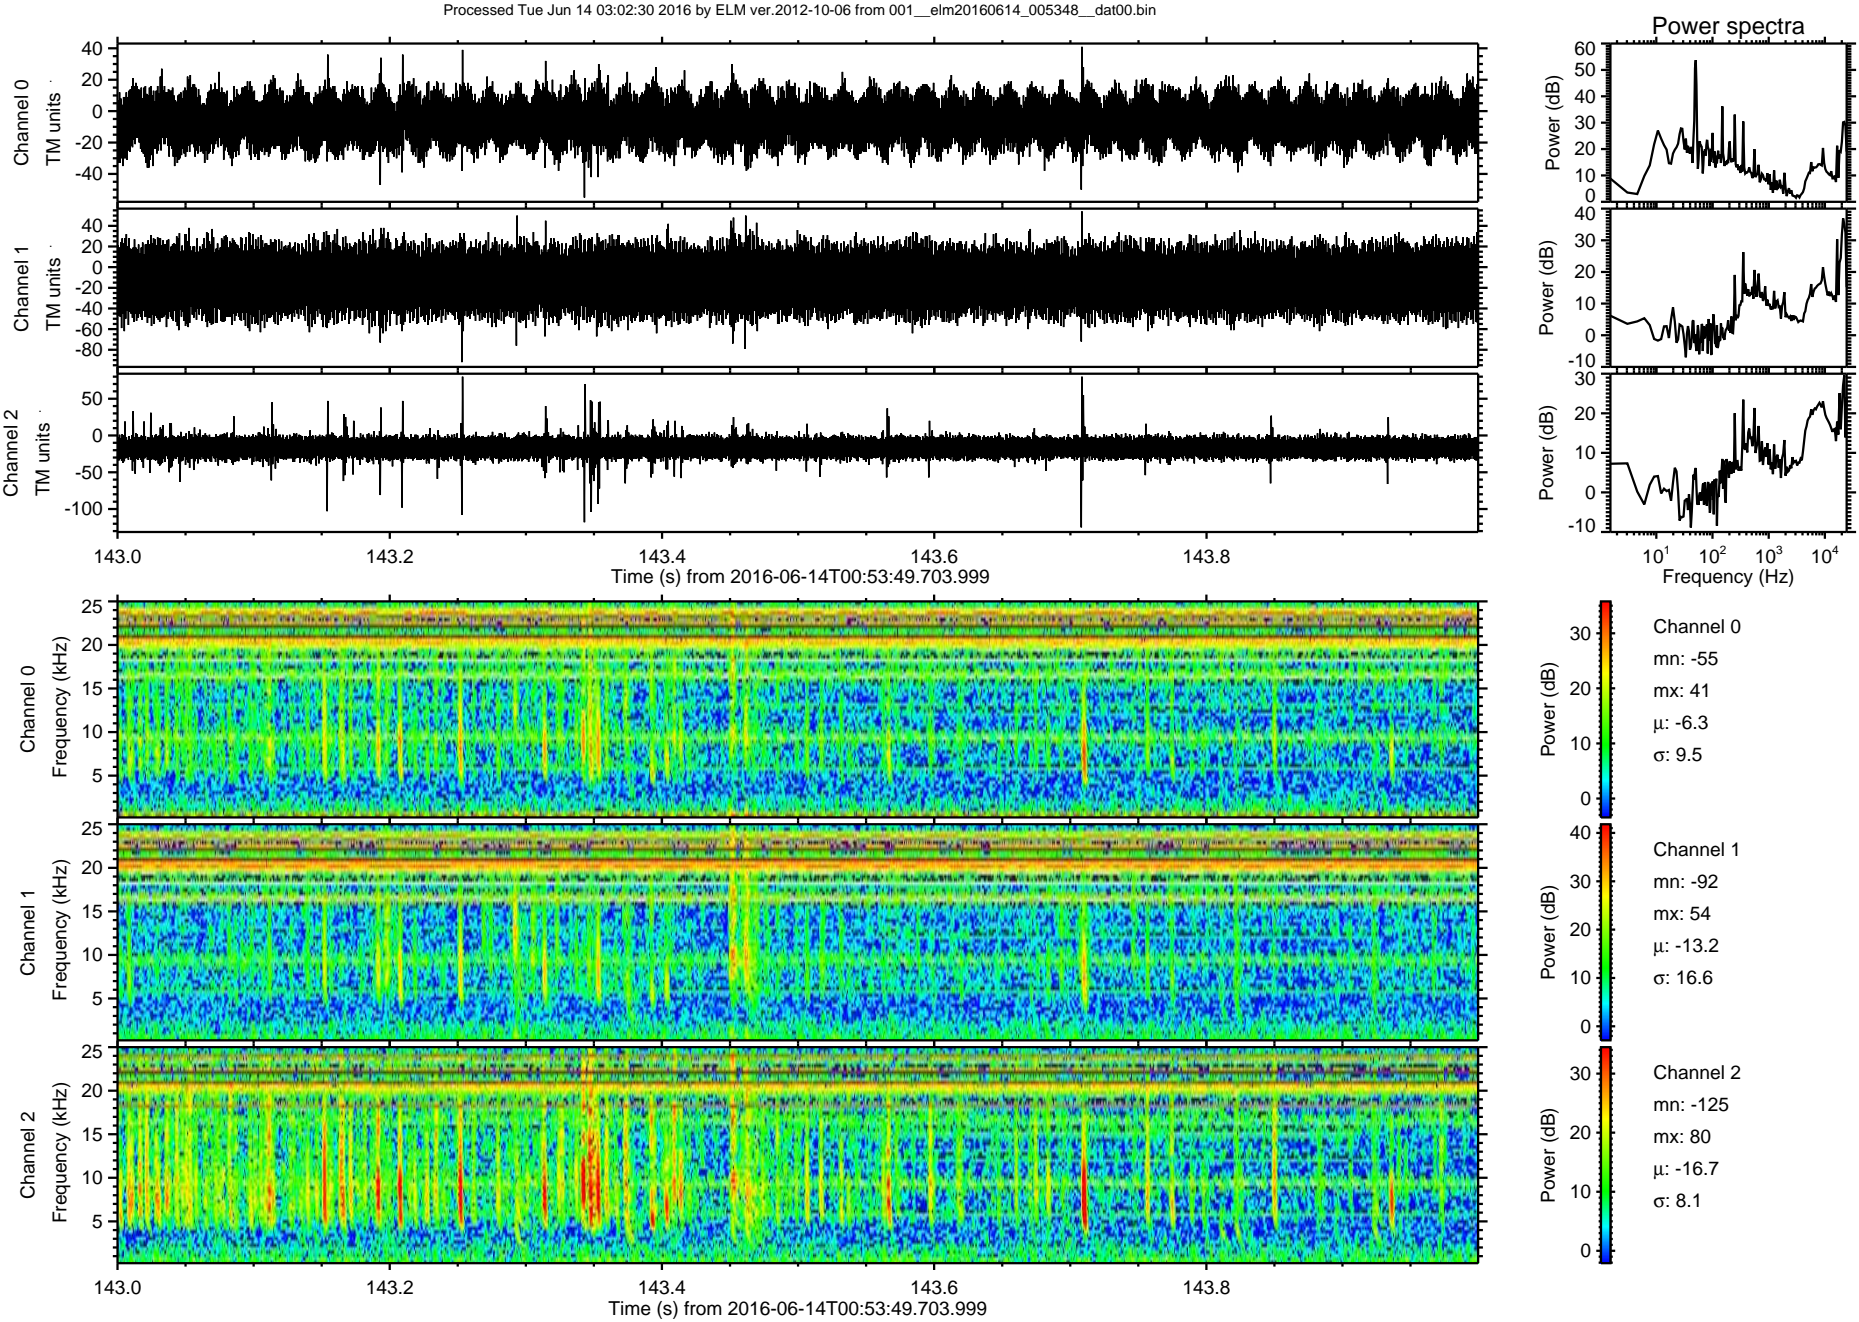 Processed Tue Jun 14 03:02:30 2016 by ELM ver.2012-10-06 from 001__elm20160614_005348__dat00.bin
Power spectra
Channel 0
TM units
40
20
0
-20
-40
Power (dB)
60
50
40
30
20
10
0
Channel 1
TM units
40
20
0
-20
-40
-60
-80
Power (dB)
40
30
20
10
0
-10
Channel 2
TM units
50
0
-50
-100
Power (dB)
30
20
10
0
-10
143.0 143.2 143.4 143.6 143.8
Time (s) from 2016-06-14T00:53:49.703.999
10^1 10^2 10^3 10^4
Frequency (Hz)
Channel 0
Frequency (kHz)
25
20
15
10
5
Power (dB)
30
20
10
0
Channel 0
mn: -55
mx: 41
μ: -6.3
σ: 9.5
Channel 1
Frequency (kHz)
25
20
15
10
5
Power (dB)
40
30
20
10
0
Channel 1
mn: -92
mx: 54
μ: -13.2
σ: 16.6
Channel 2
Frequency (kHz)
25
20
15
10
5
Power (dB)
30
20
10
0
Channel 2
mn: -125
mx: 80
μ: -16.7
σ: 8.1
143.0 143.2 143.4 143.6 143.8
Time (s) from 2016-06-14T00:53:49.703.999